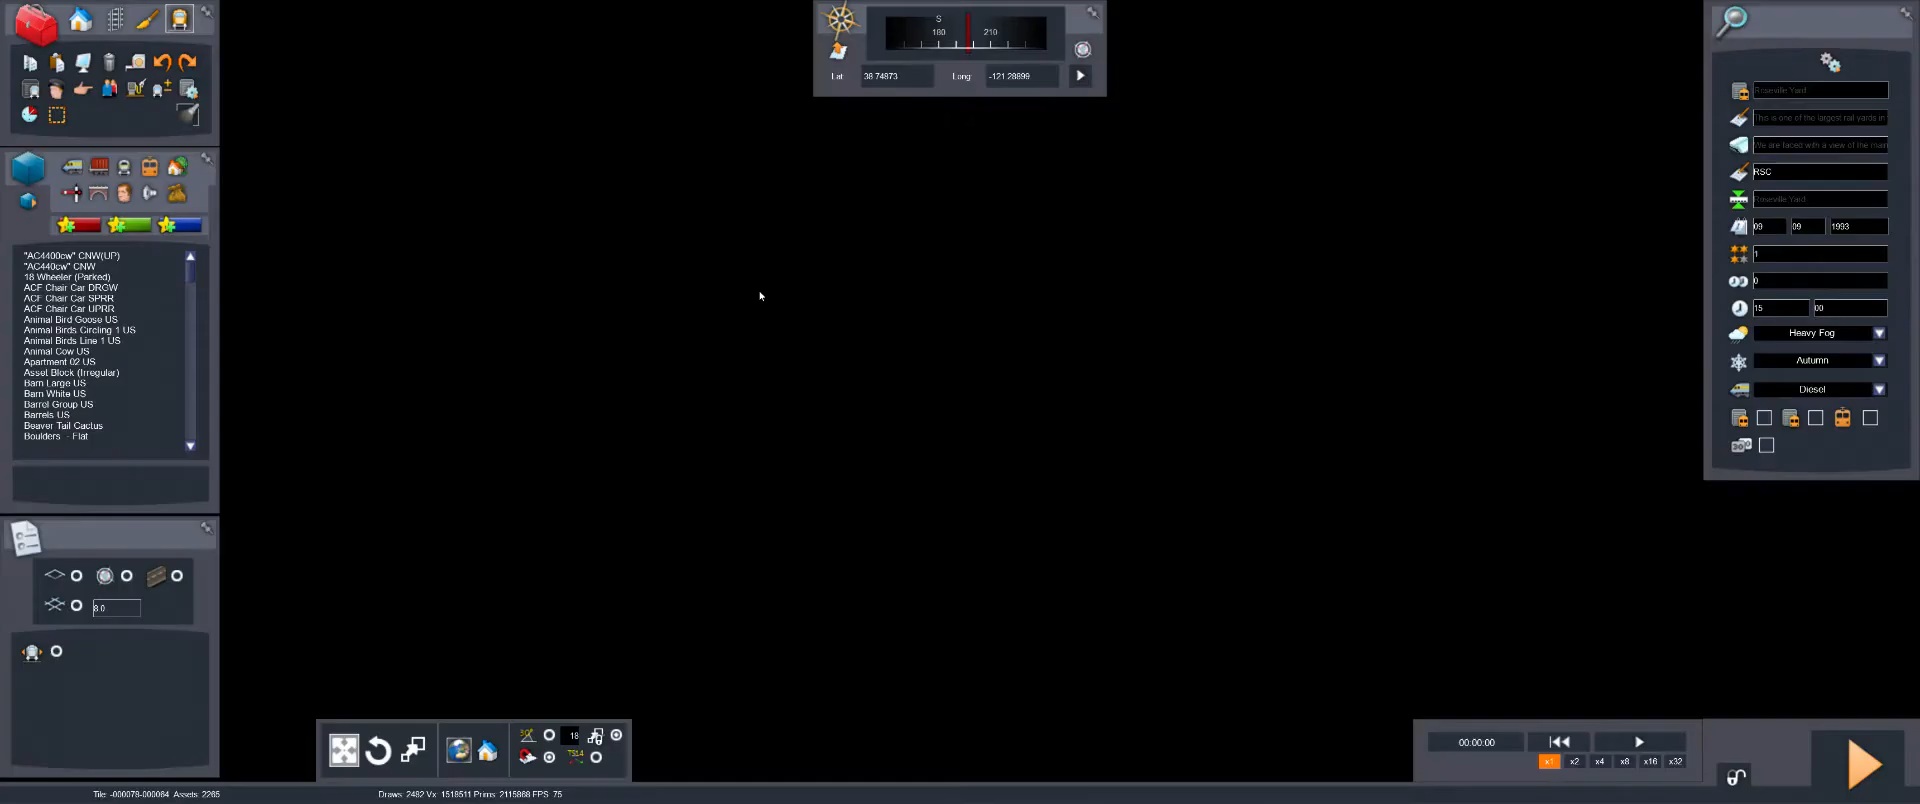 S
180
210
Lat:
38.74873
Long:
-121.28899
"AC4400cw" CNW(UP)
"AC440cw" CNW
18 Wheeler (Parked)
ACF Chair Car DRGW
ACF Chair Car SPRR
ACF Chair Car UPRR
Animal Bird Goose US
Animal Birds Circling 1 US
Animal Birds Line 1 US
Animal Cow US
Apartment 02 US
Asset Block (Irregular)
Barn Large US
Barn White US
Barrel Group US
Barrels US
Beaver Tail Cactus
Boulders - Flat
8.0
Roseville Yard
This is one of the largest rail yards in
We are faced with a view of the main
RSC
Roseville Yard
09
09
1993
1
0
15
00
Heavy Fog
Autumn
Diesel
30°
18
TS14
00:00:00
x1
x2
x4
x8
x16
x32
Tile: -000078-000064 Assets: 2265
Draws: 2482 Vx: 1518511 Prims: 2115868 FPS: 75